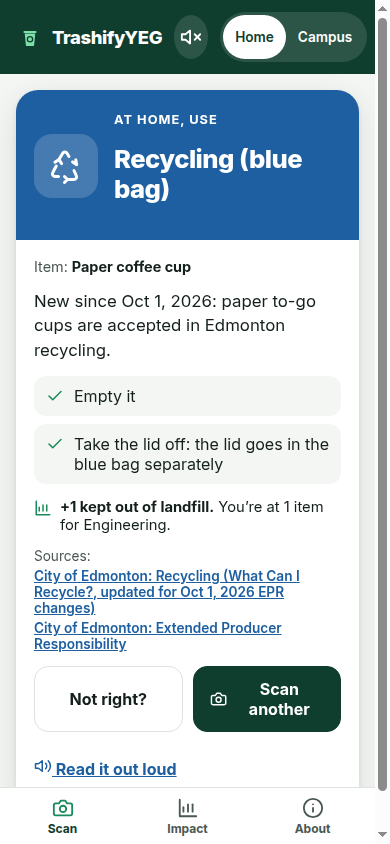 TrashifyYEG
Home
Campus
AT HOME, USE
Recycling (blue
bag)
Item: Paper coffee cup
New since Oct 1, 2026: paper to-go
cups are accepted in Edmonton
recycling.
Empty it
Take the lid off: the lid goes in the
blue bag separately
+1 kept out of landfill. You’re at 1 item
for Engineering.
Sources:
City of Edmonton: Recycling (What Can I
Recycle?, updated for Oct 1, 2026 EPR
changes)
City of Edmonton: Extended Producer
Responsibility
Not right?
Scan
another
Read it out loud
Scan
Impact
About